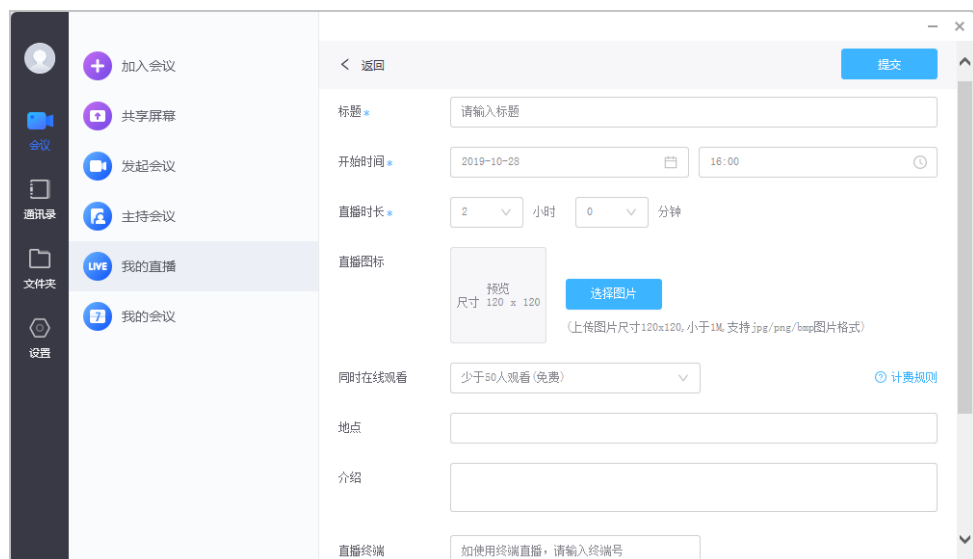 会议
通讯录
文件夹
设置
加入会议
共享屏幕
发起会议
主持会议
LIVE 我的直播
7 我的会议
返回 提交
标题* 请输入标题
开始时间* 2019-10-28 16:00
直播时长* 2 小时 0 分钟
直播图标 预览
尺寸 120 x 120
选择图片
(上传图片尺寸120x120,小于1M,支持jpg/png/bmp图片格式)
同时在线观看 少于50人观看(免费) ? 计费规则
地点
介绍
直播终端 如使用终端直播，请输入终端号